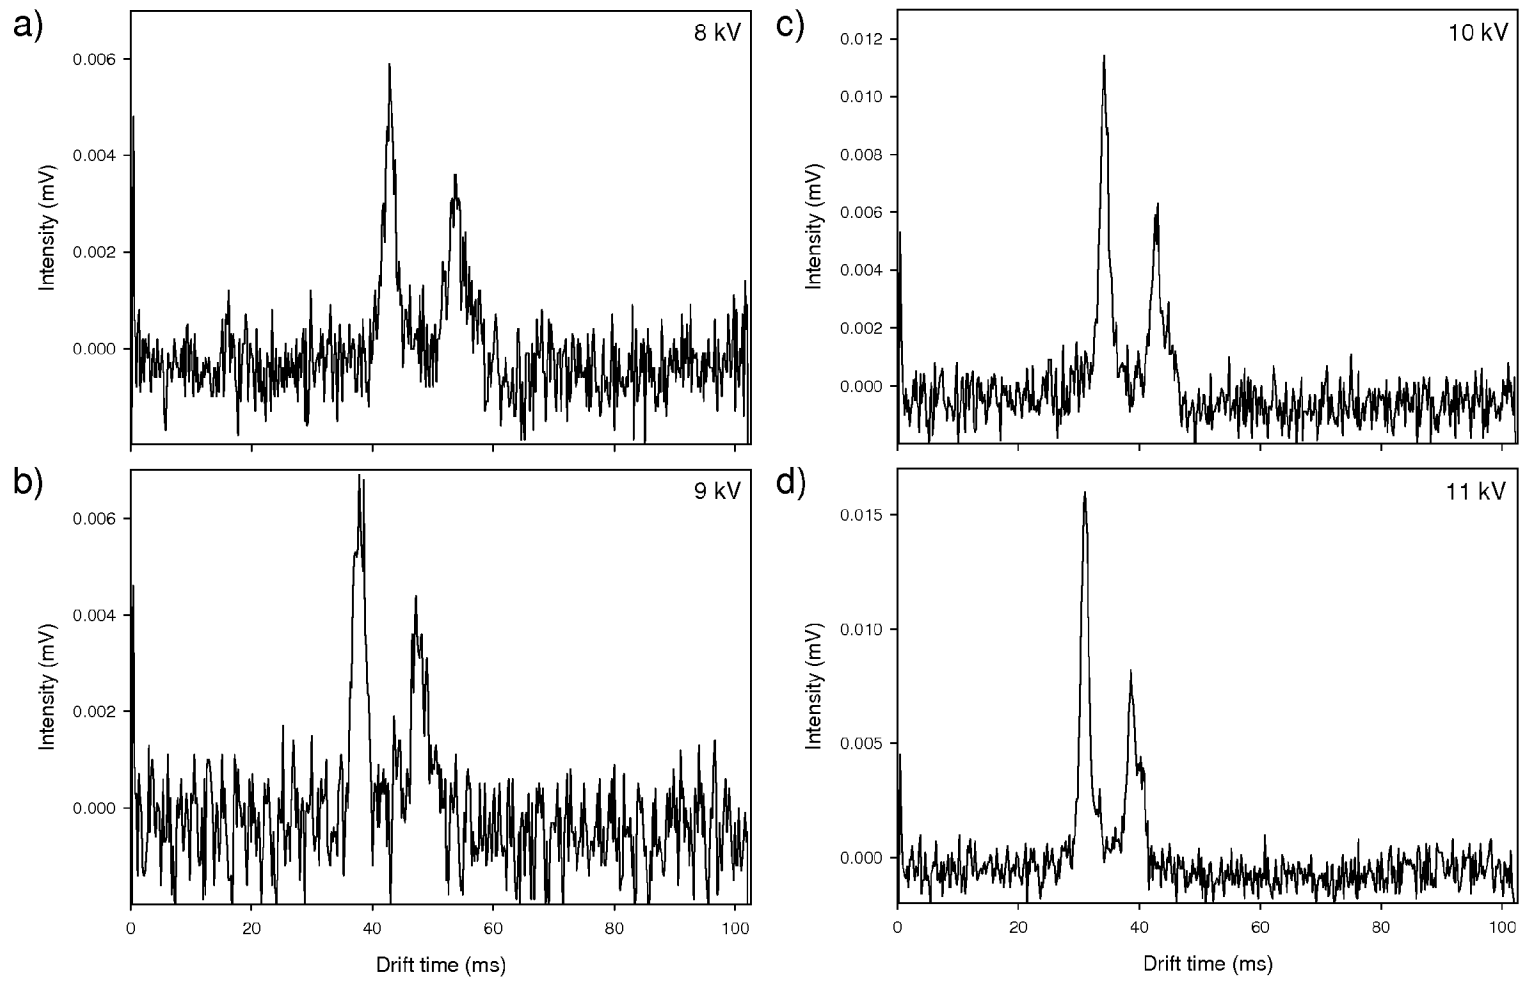 a)
8 kV
0.006
0.004
0.002
0.000
Intensity (mV)
b)
9 kV
0.006
0.004
0.002
0.000
Intensity (mV)
0 20 40 60 80 100
Drift time (ms)
c)
10 kV
0.012
0.010
0.008
0.006
0.004
0.002
0.000
Intensity (mV)
d)
11 kV
0.015
0.010
0.005
0.000
Intensity (mV)
0 20 40 60 80 100
Drift time (ms)